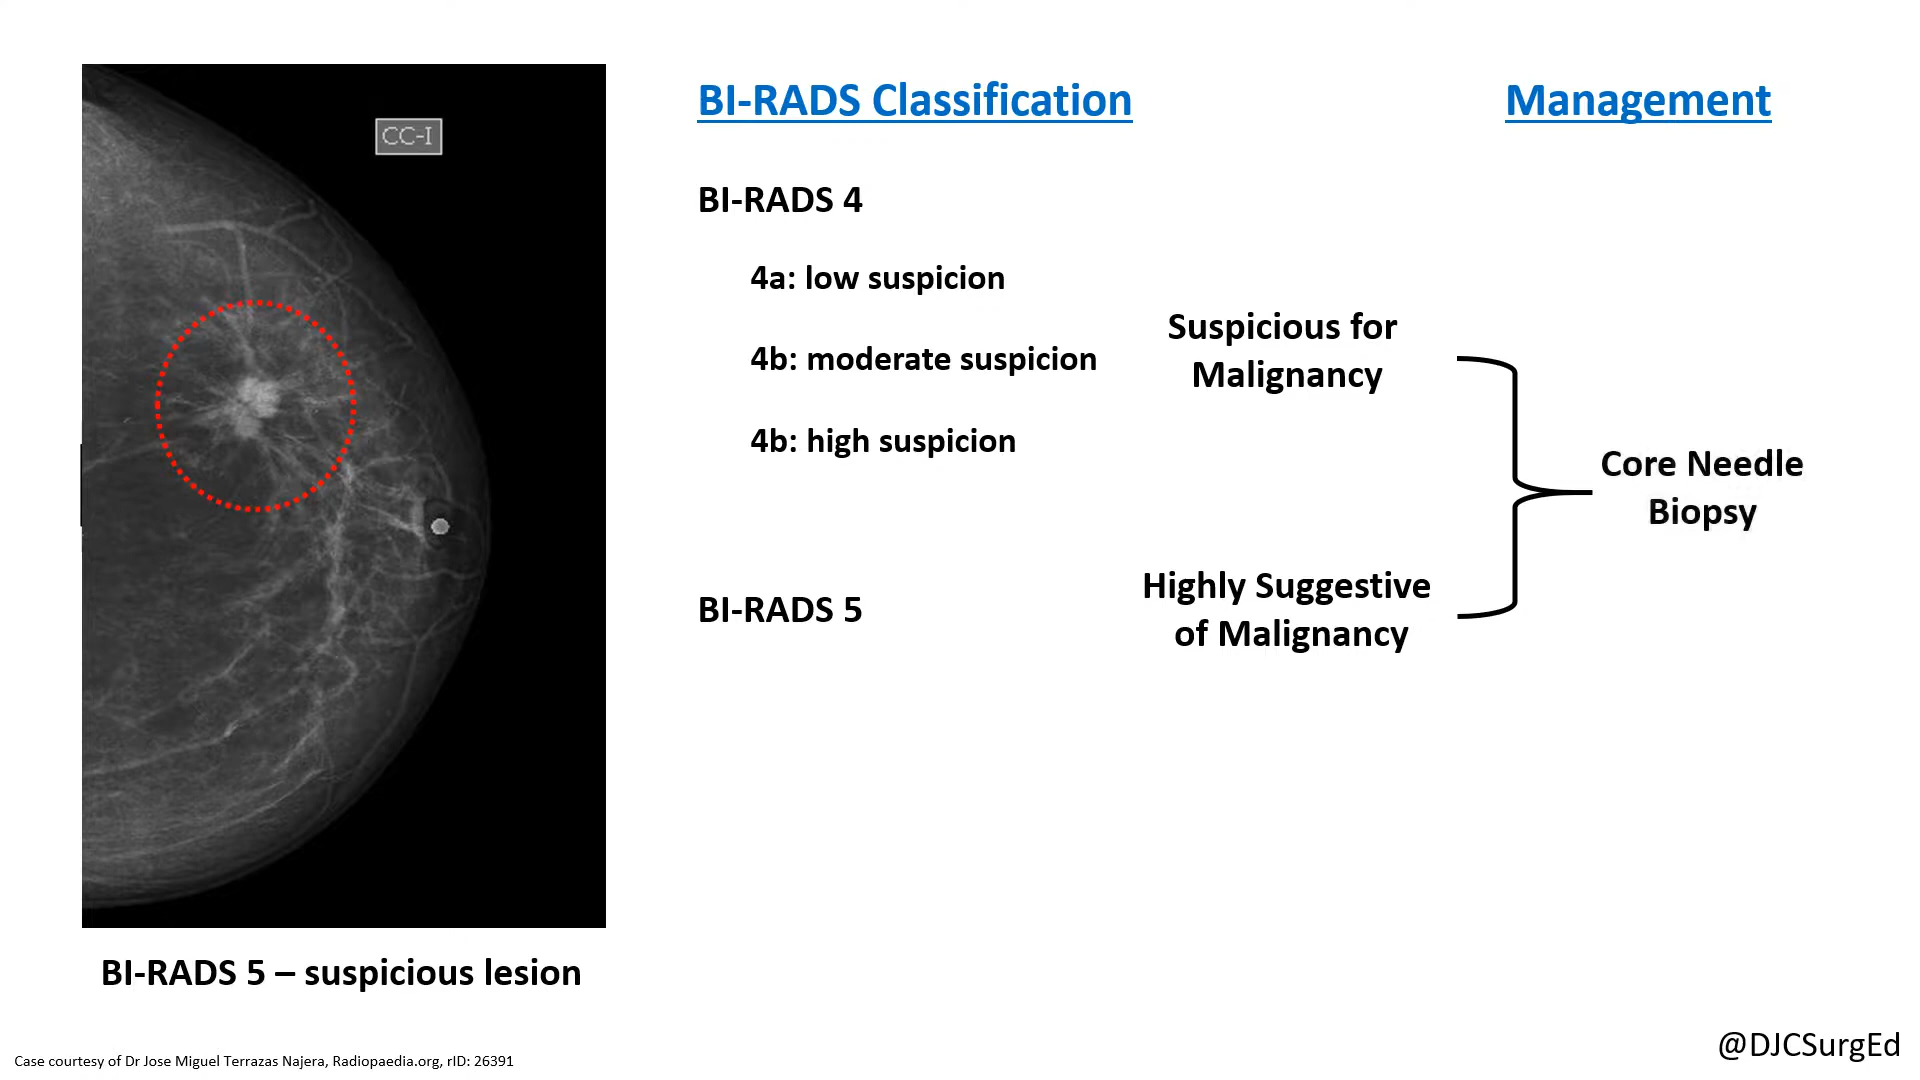 CC-I
BI-RADS 5 – suspicious lesion
Case courtesy of Dr Jose Miguel Terrazas Najera, Radiopaedia.org, rID: 26391
BI-RADS Classification
BI-RADS 4
4a: low suspicion
4b: moderate suspicion
4b: high suspicion
Suspicious for
Malignancy
BI-RADS 5
Highly Suggestive
of Malignancy
Management
Core Needle
Biopsy
@DJCSurgEd